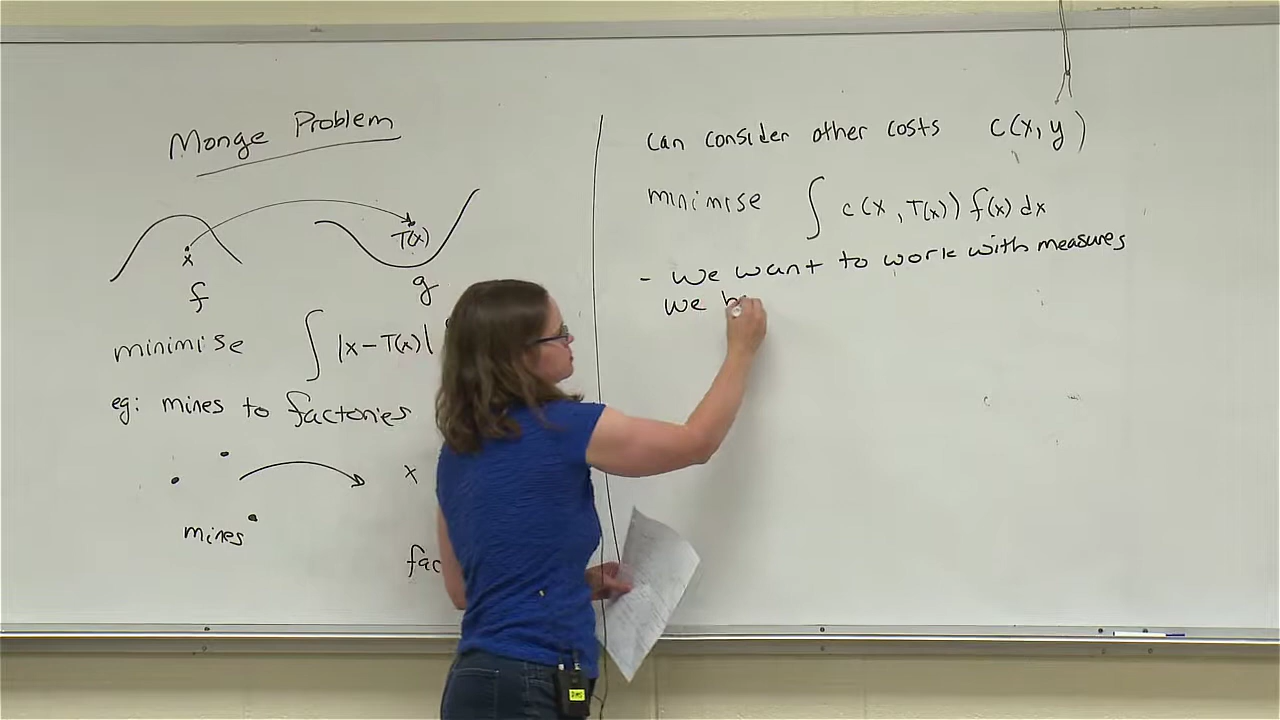 Monge Problem
x
T(x)
f
g
minimise ∫ |x - T(x)|
eg: mines to factories
x
mines
fac
can consider other costs c(x, y)
minimise ∫ c(x, T(x)) f(x) dx
- we want to work with measures
we